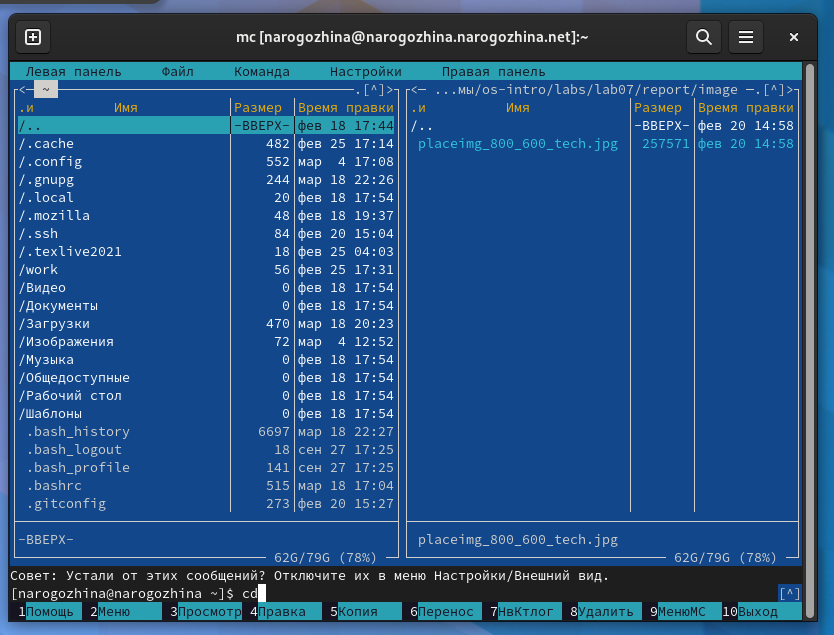 mc [narogozhina@narogozhina.narogozhina.net]:~
Левая панель Файл Команда Настройки Правая панель
<─ ~ ─.[^]>
.и Имя Размер Время правки
/.. -ВВЕРХ- фев 18 17:44
/.cache 482 фев 25 17:14
/.config 552 мар 4 17:08
/.gnupg 244 мар 18 22:26
/.local 20 фев 18 17:54
/.mozilla 48 фев 18 19:37
/.ssh 84 фев 20 15:04
/.texlive2021 18 фев 25 04:03
/work 56 фев 25 17:31
/Видео 0 фев 18 17:54
/Документы 0 фев 18 17:54
/Загрузки 470 мар 18 20:23
/Изображения 72 мар 4 12:52
/Музыка 0 фев 18 17:54
/Общедоступные 0 фев 18 17:54
/Рабочий стол 0 фев 18 17:54
/Шаблоны 0 фев 18 17:54
.bash_history 6697 мар 18 22:27
.bash_logout 18 сен 27 17:25
.bash_profile 141 сен 27 17:25
.bashrc 515 мар 18 17:04
.gitconfig 273 фев 20 15:27
-ВВЕРХ-
62G/79G (78%)
<─ ...мы/os-intro/labs/lab07/report/image ─.[^]>
.и Имя Размер Время правки
/.. -ВВЕРХ- фев 20 14:58
placeimg_800_600_tech.jpg 257571 фев 20 14:58
placeimg_800_600_tech.jpg
62G/79G (78%)
Совет: Устали от этих сообщений? Отключите их в меню Настройки/Внешний вид.
[narogozhina@narogozhina ~]$ cd [^]
1Помощь 2Меню 3Просмотр 4Правка 5Копия 6Перенос 7НвКтлог 8Удалить 9МенюМС 10Выход